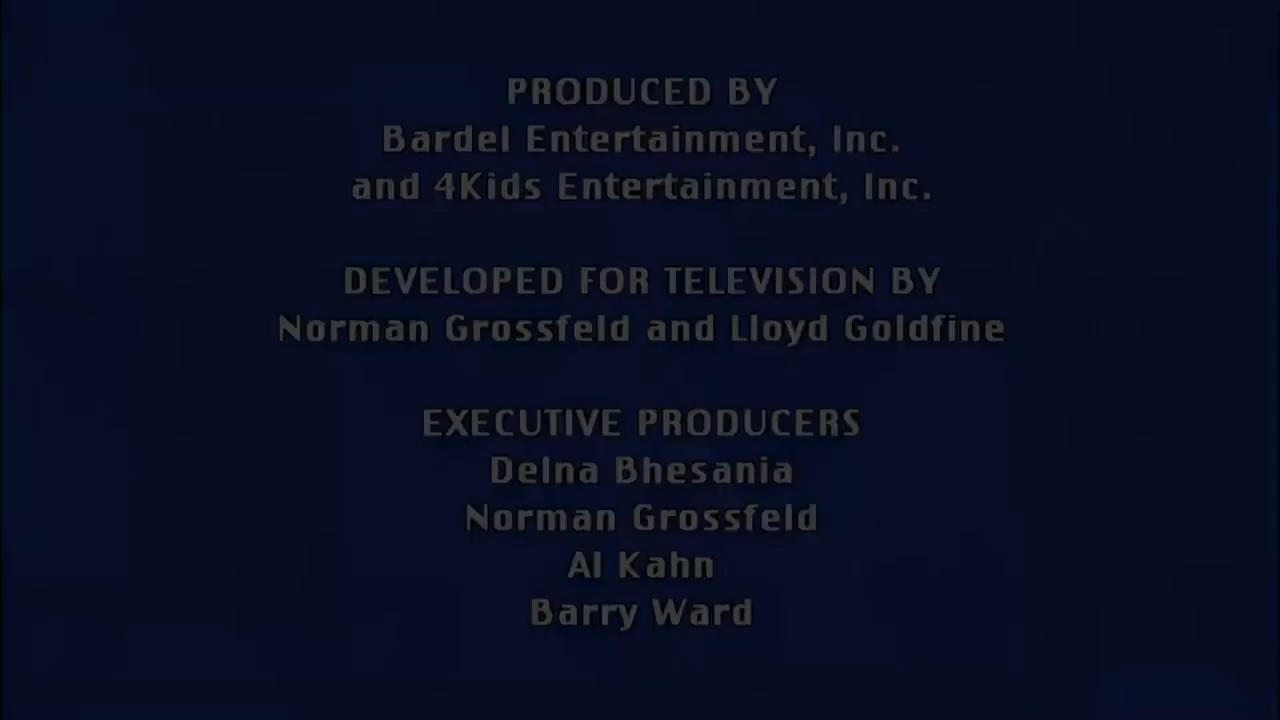 PRODUCED BY
Bardel Entertainment, Inc.
and 4Kids Entertainment, Inc.
DEVELOPED FOR TELEVISION BY
Norman Grossfeld and Lloyd Goldfine
EXECUTIVE PRODUCERS
Delna Bhesania
Norman Grossfeld
Al Kahn
Barry Ward